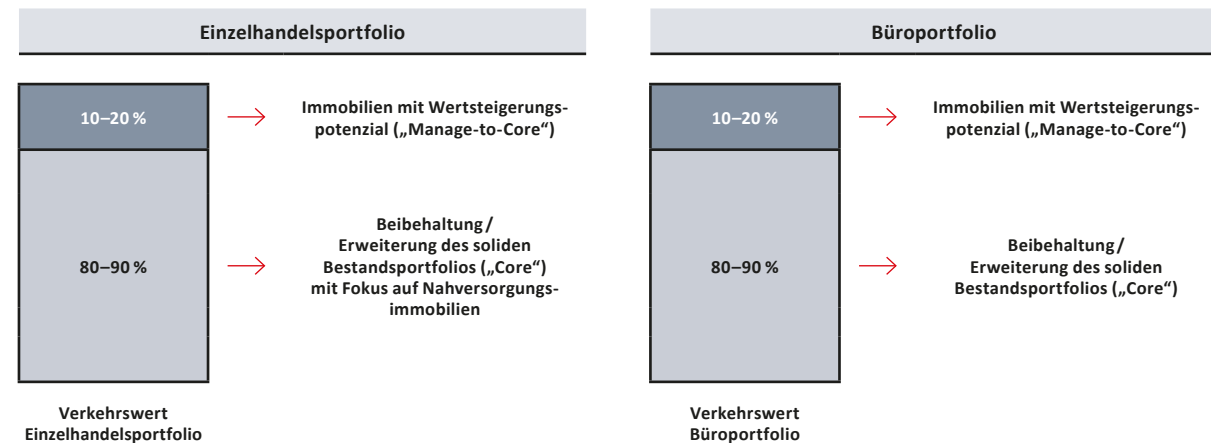 Einzelhandelsportfolio
10–20 %
Immobilien mit Wertsteigerungs-
potenzial („Manage-to-Core“)
80–90 %
Beibehaltung /
Erweiterung des soliden
Bestandsportfolios („Core“)
mit Fokus auf Nahversorgungs-
immobilien
Verkehrswert
Einzelhandelsportfolio
Büroportfolio
10–20 %
Immobilien mit Wertsteigerungs-
potenzial („Manage-to-Core“)
80–90 %
Beibehaltung /
Erweiterung des soliden
Bestandsportfolios („Core“)
Verkehrswert
Büroportfolio